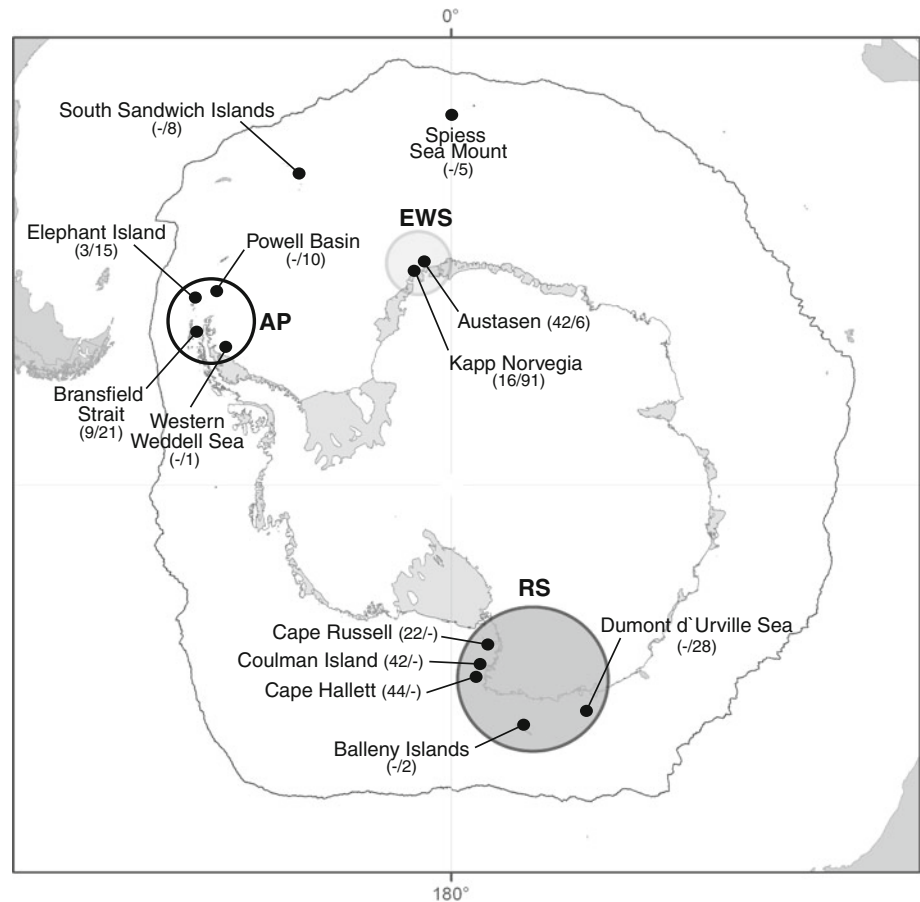 0°
South Sandwich Islands
(-/8)
Spiess
Sea Mount
(-/5)
EWS
Elephant Island
(3/15)
Powell Basin
(-/10)
AP
Austasen (42/6)
Kapp Norvegia
(16/91)
Bransfield
Strait
(9/21)
Western
Weddell Sea
(-/1)
RS
Cape Russell (22/-)
Dumont d`Urville Sea
(-/28)
Coulman Island (42/-)
Cape Hallett (44/-)
Balleny Islands
(-/2)
180°